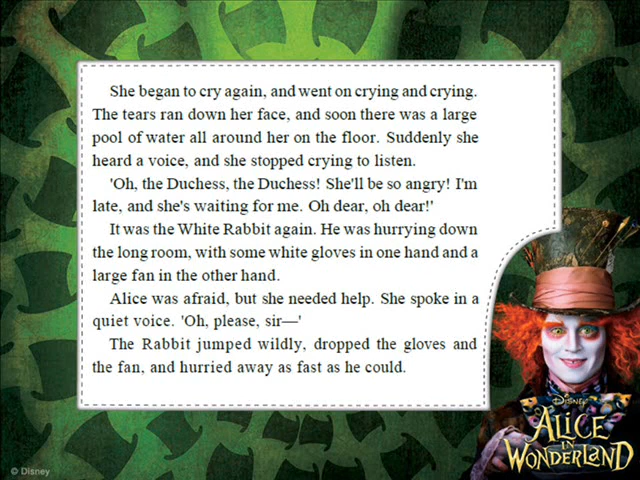 She began to cry again, and went on crying and crying.
The tears ran down her face, and soon there was a large
pool of water all around her on the floor. Suddenly she
heard a voice, and she stopped crying to listen.
'Oh, the Duchess, the Duchess! She'll be so angry! I'm
late, and she's waiting for me. Oh dear, oh dear!'
It was the White Rabbit again. He was hurrying down
the long room, with some white gloves in one hand and a
large fan in the other hand.
Alice was afraid, but she needed help. She spoke in a
quiet voice. 'Oh, please, sir—'
The Rabbit jumped wildly, dropped the gloves and
the fan, and hurried away as fast as he could.
DISNEY
ALICE
IN
WONDERLAND
© Disney